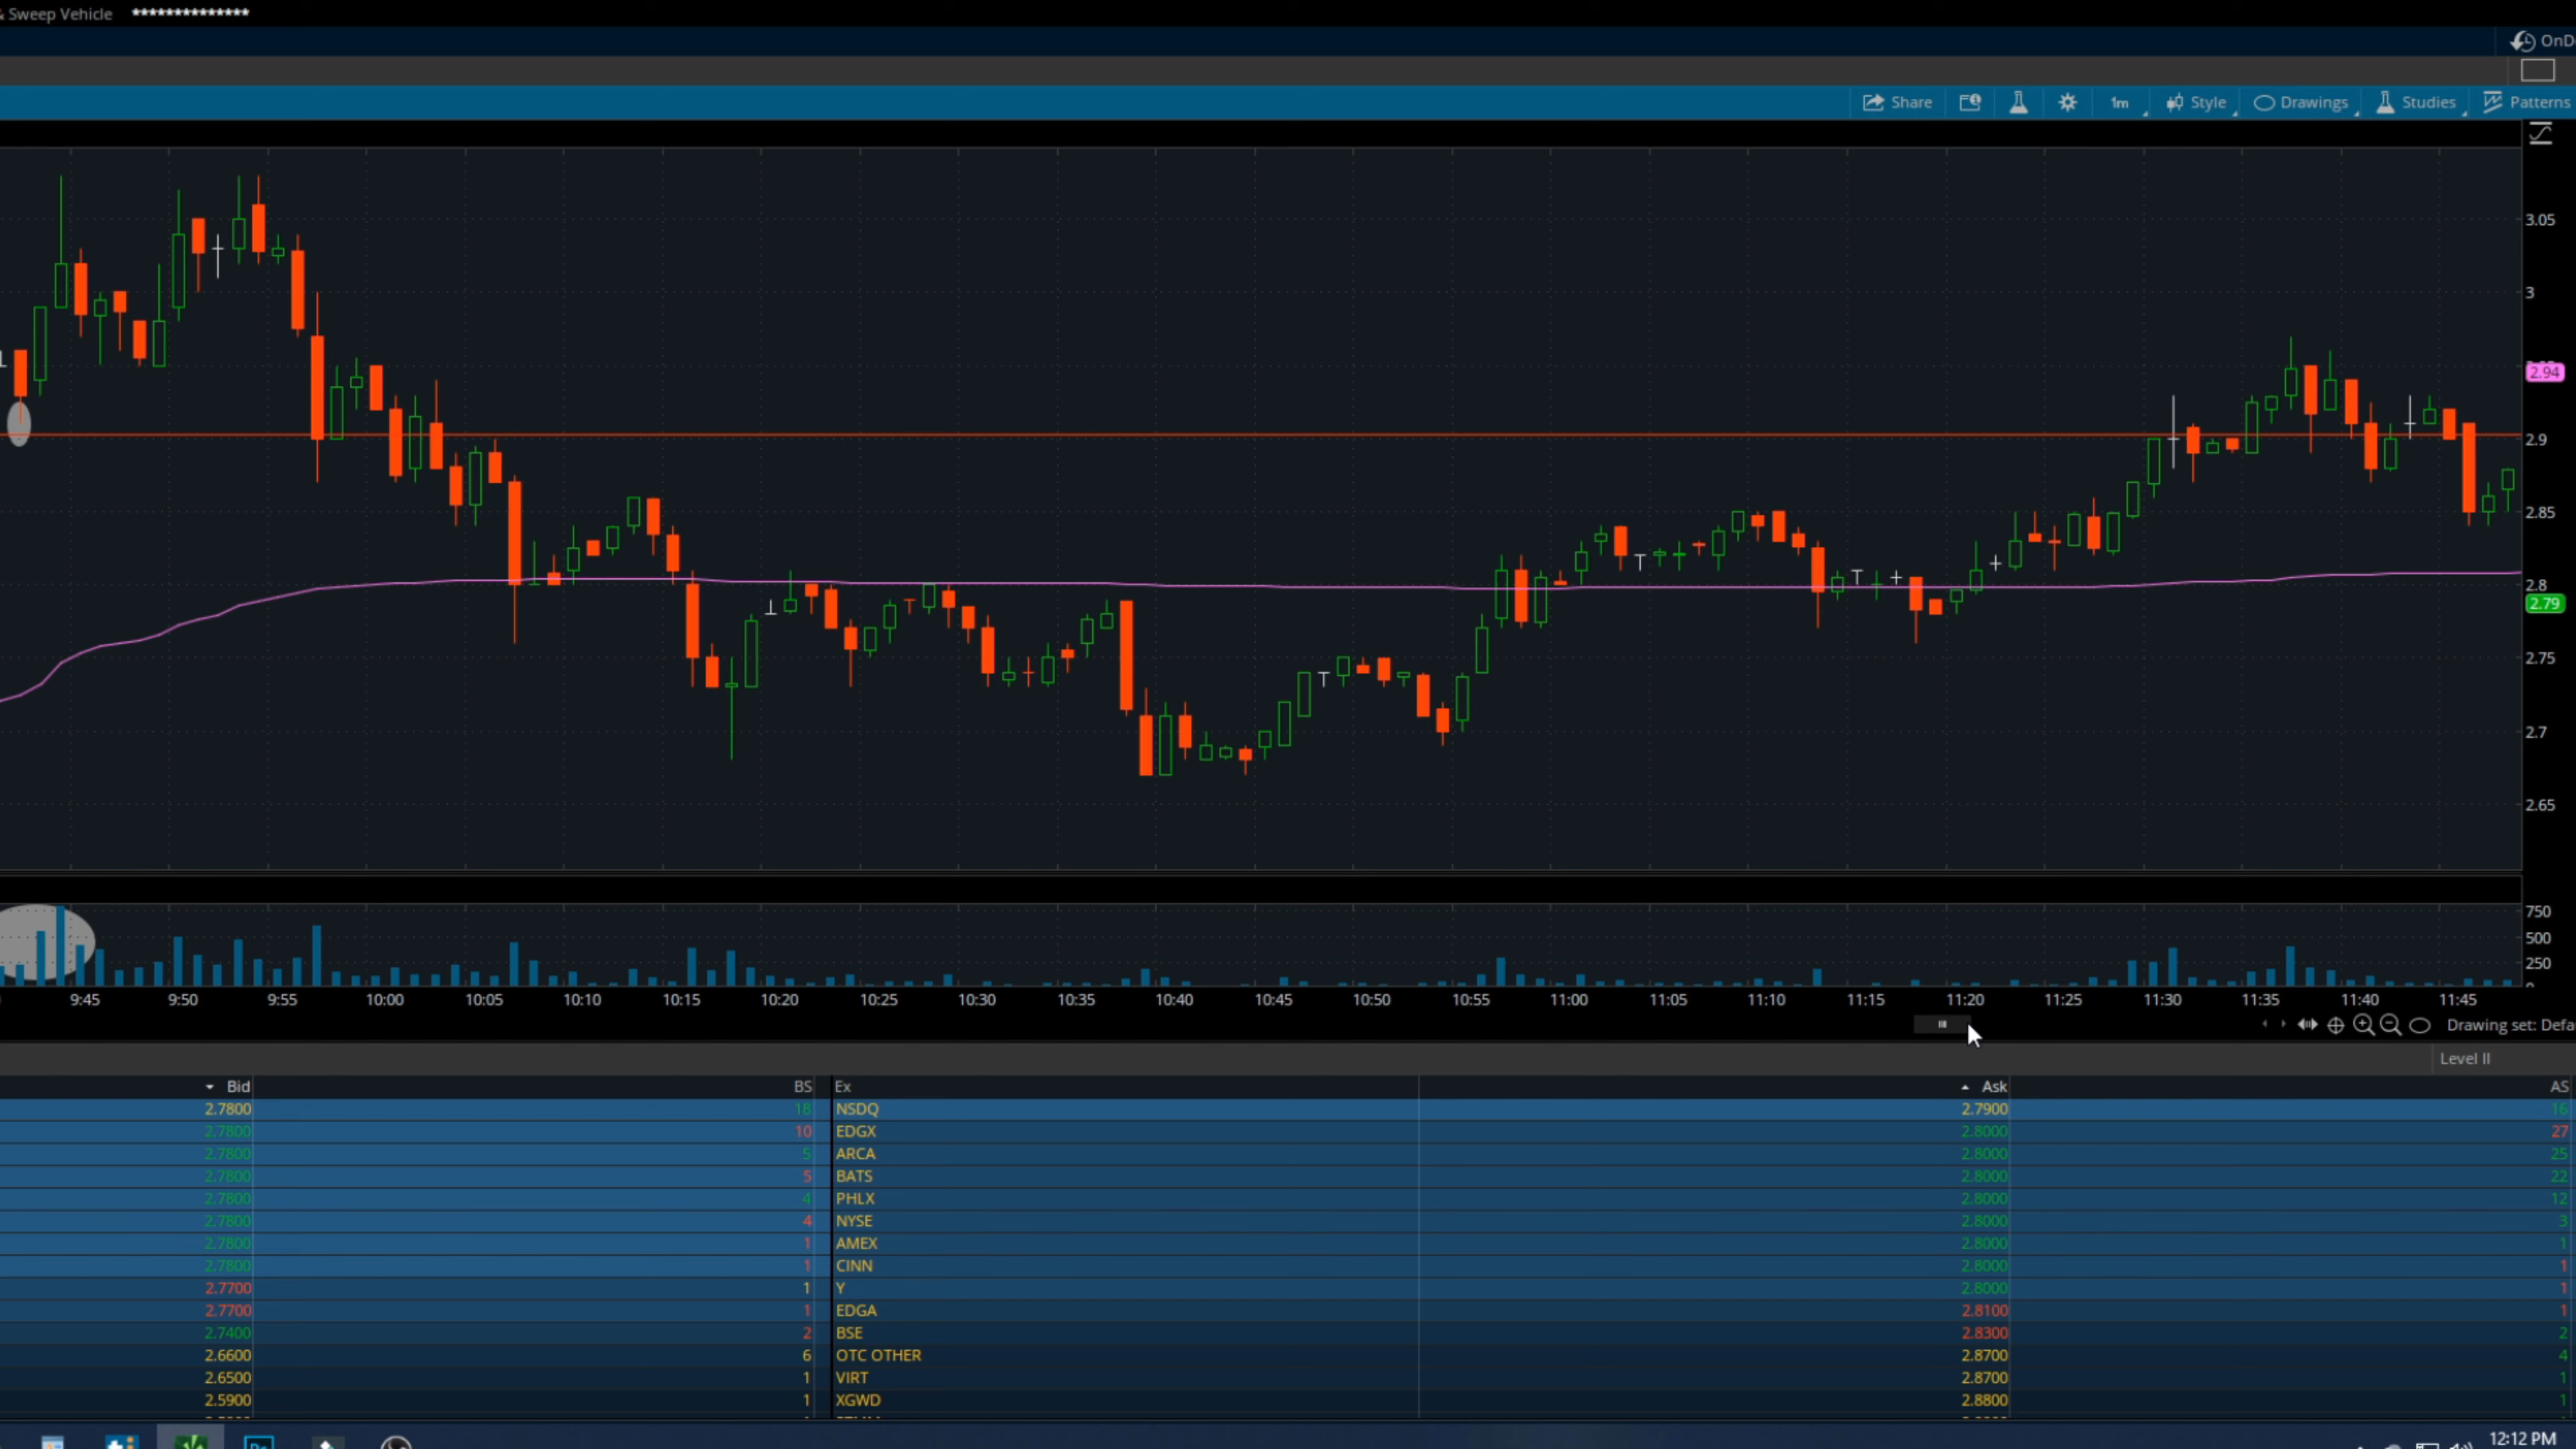 & Sweep Vehicle **************
OnD
Share 1m Style Drawings Studies Patterns
3.05
3
2.94
2.9
2.85
2.8
2.79
2.75
2.7
2.65
750
500
250
9:45 9:50 9:55 10:00 10:05 10:10 10:15 10:20 10:25 10:30 10:35 10:40 10:45 10:50 10:55 11:00 11:05 11:10 11:15 11:20 11:25 11:30 11:35 11:40 11:45
Drawing set: Defa
Level II
Bid BS Ex Ask AS
2.7800 18 NSDQ 2.7900 16
2.7800 10 EDGX 2.8000 27
2.7800 5 ARCA 2.8000 25
2.7800 5 BATS 2.8000 22
2.7800 4 PHLX 2.8000 12
2.7800 4 NYSE 2.8000 3
2.7800 1 AMEX 2.8000 1
2.7800 1 CINN 2.8000 1
2.7700 1 Y 2.8000 1
2.7700 1 EDGA 2.8100 1
2.7400 2 BSE 2.8300 2
2.6600 6 OTC OTHER 2.8700 4
2.6500 1 VIRT 2.8700 1
2.5900 1 XGWD 2.8800 1
12:12 PM